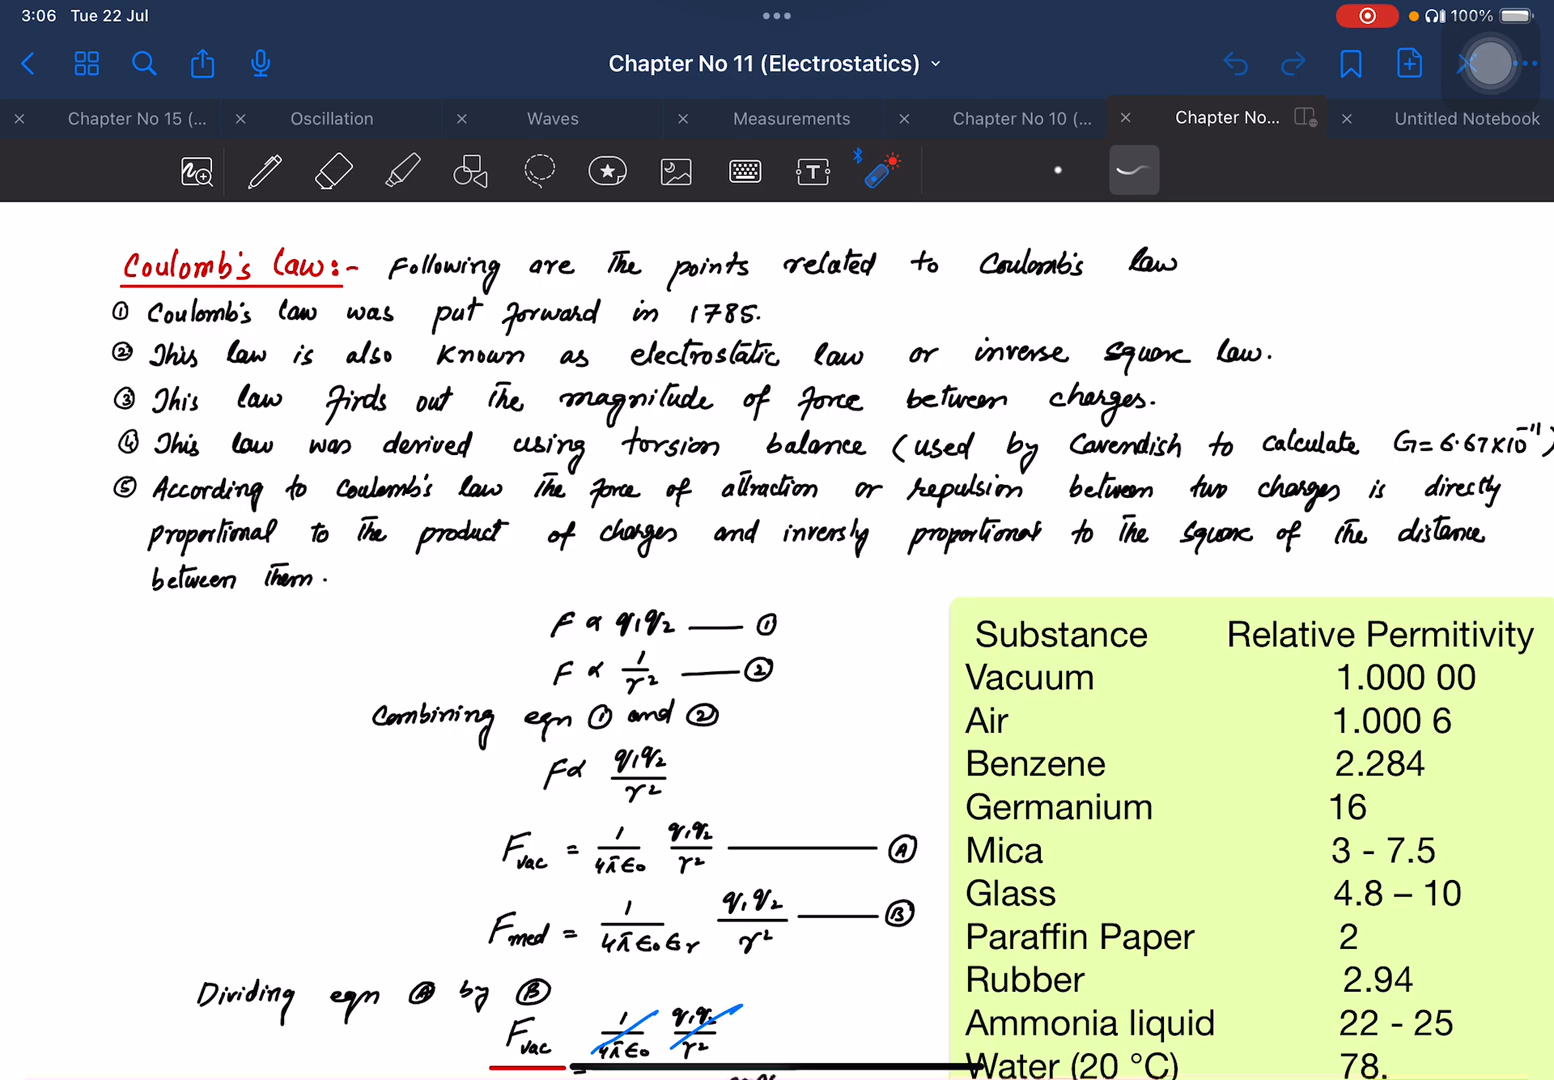 3:06 Tue 22 Jul
100%
Chapter No 11 (Electrostatics)
Chapter No 15 (...
Oscillation
Waves
Measurements
Chapter No 10 (...
Chapter No...
Untitled Notebook
Coulomb's law:- Following are the points related to Coulomb's law
① Coulomb's law was put forward in 1785.
② This law is also known as electrostatic law or inverse square law.
③ This law finds out the magnitude of force between charges.
④ This law was derived using torsion balance (used by Cavendish to calculate G=6.67×10⁻¹¹)
⑤ According to Coulomb's law the force of attraction or repulsion between two charges is directly
proportional to the product of charges and inversly proportional to the square of the distance
between them.
F ∝ q₁q₂ —— ①
F ∝ 1/r² —— ②
Combining eqn ① and ②
F ∝ q₁q₂/r²
Fvac = 1/4πϵ₀ q₁q₂/r² —— Ⓐ
Fmed = 1/4πϵ₀ϵr q₁q₂/r² —— Ⓑ
Dividing eqn Ⓐ by Ⓑ
Fvac 1/4πϵ₀ q₁q₂/r²
=
Substance Relative Permitivity
Vacuum 1.000 00
Air 1.000 6
Benzene 2.284
Germanium 16
Mica 3 - 7.5
Glass 4.8 – 10
Paraffin Paper 2
Rubber 2.94
Ammonia liquid 22 - 25
Water (20 °C) 78.